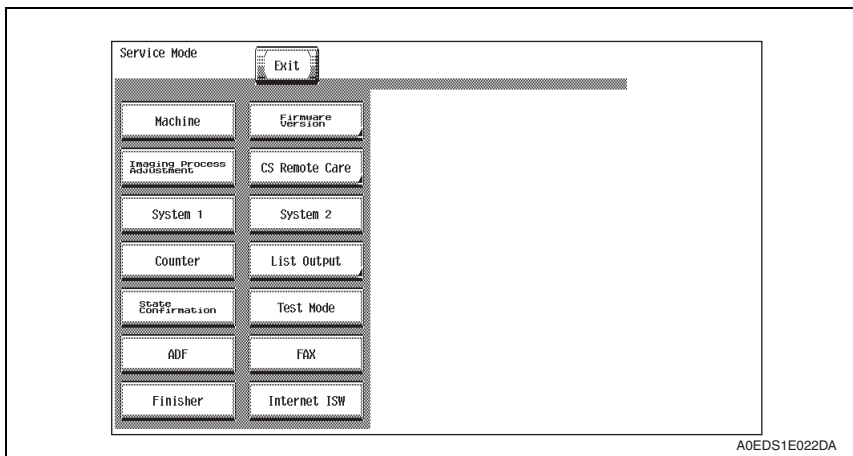 Service Mode
Exit
Machine
Firmware
Version
Imaging Process
Adjustment
CS Remote Care
System 1
System 2
Counter
List Output
State
Confirmation
Test Mode
ADF
FAX
Finisher
Internet ISW
A0EDS1E022DA